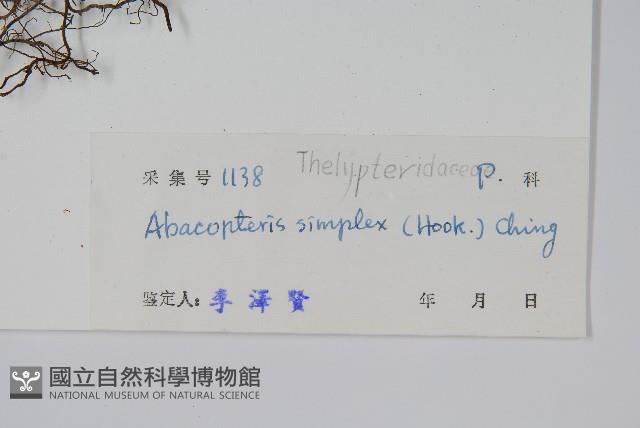 采集号 1138 Thelypteridaceae P. 科
Abacopteris simplex (Hook.) Ching
鉴定人: 李澤賢 年 月 日
國立自然科學博物館
NATIONAL MUSEUM OF NATURAL SCIENCE